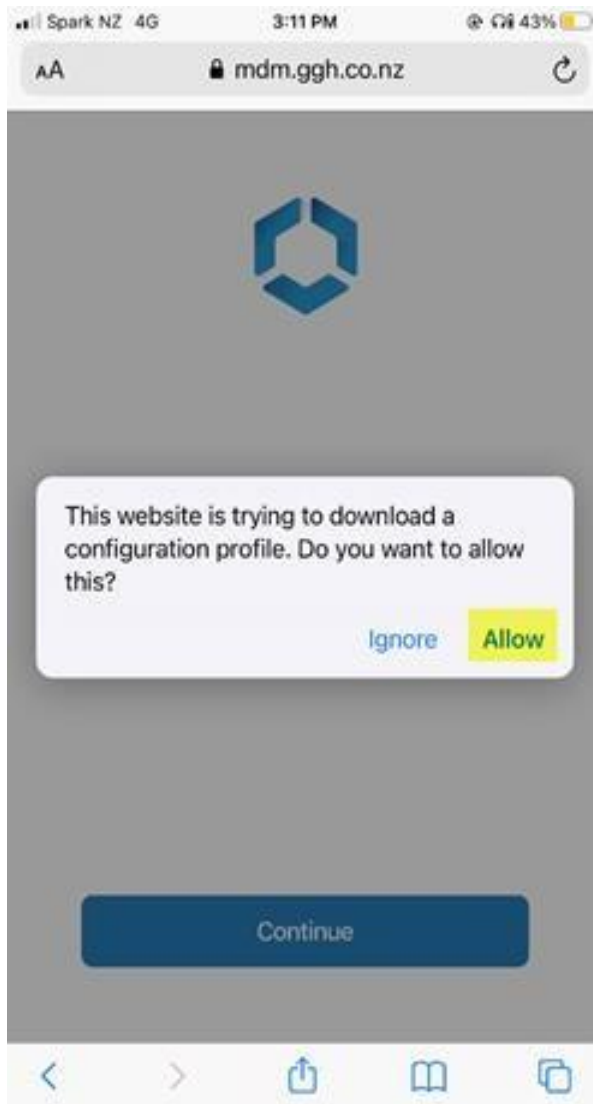 Spark NZ 4G 3:11 PM 43%
AA mdm.ggh.co.nz
This website is trying to download a
configuration profile. Do you want to allow
this?
Ignore Allow
Continue